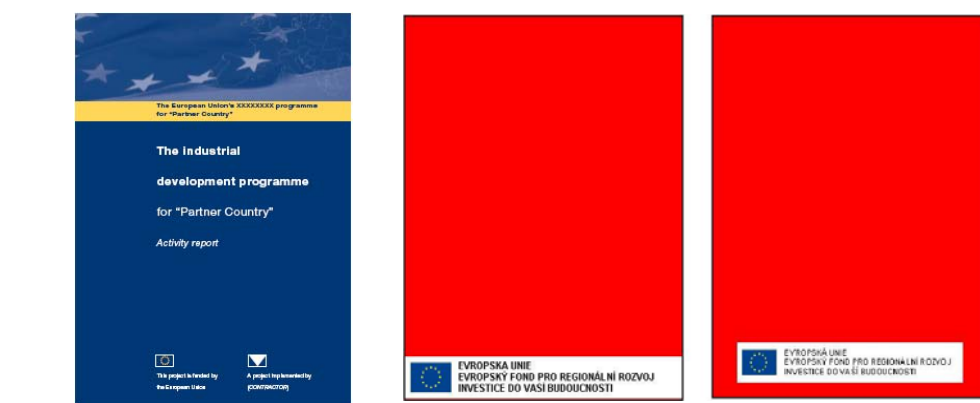 The European Union's XXXXXXXX programme
for "Partner Country"
The industrial
development programme
for "Partner Country"
Activity report
This project is funded by
the European Union
A project implemented by
(CONTRACTOR)
EVROPSKA UNIE
EVROPSKÝ FOND PRO REGIONÁLNÍ ROZVOJ
INVESTICE DO VAŠÍ BUDOUCNOSTI
EVROPSKÁ UNIE
EVROPSKÝ FOND PRO REGIONÁLNÍ ROZVOJ
INVESTICE DO VAŠÍ BUDOUCNOSTI